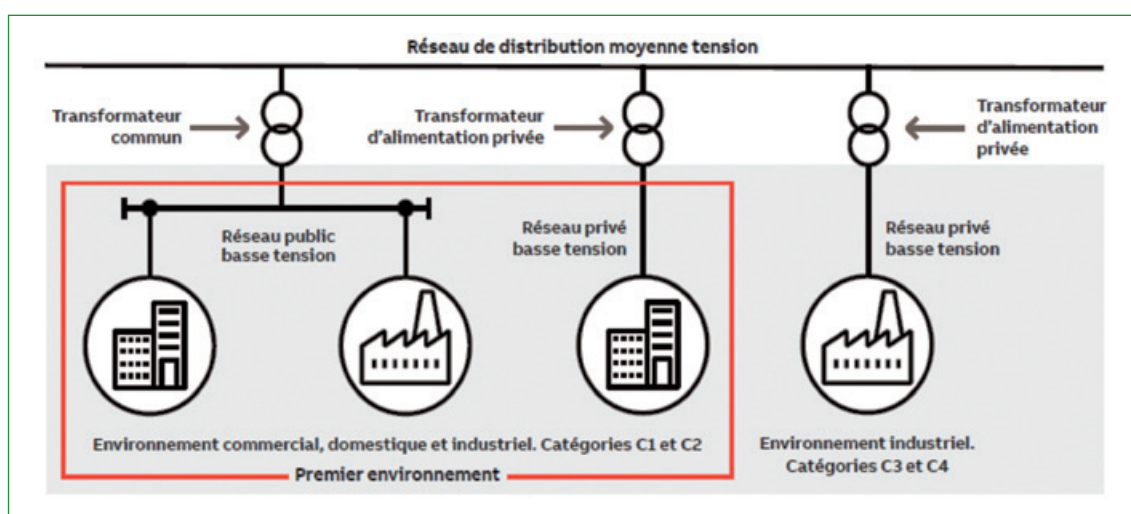 Réseau de distribution moyenne tension
Transformateur
commun
Transformateur
d'alimentation privée
Transformateur
d'alimentation
privée
Réseau public
basse tension
Réseau privé
basse tension
Réseau privé
basse tension
Environnement commercial, domestique et industriel. Catégories C1 et C2
Environnement industriel.
Catégories C3 et C4
Premier environnement